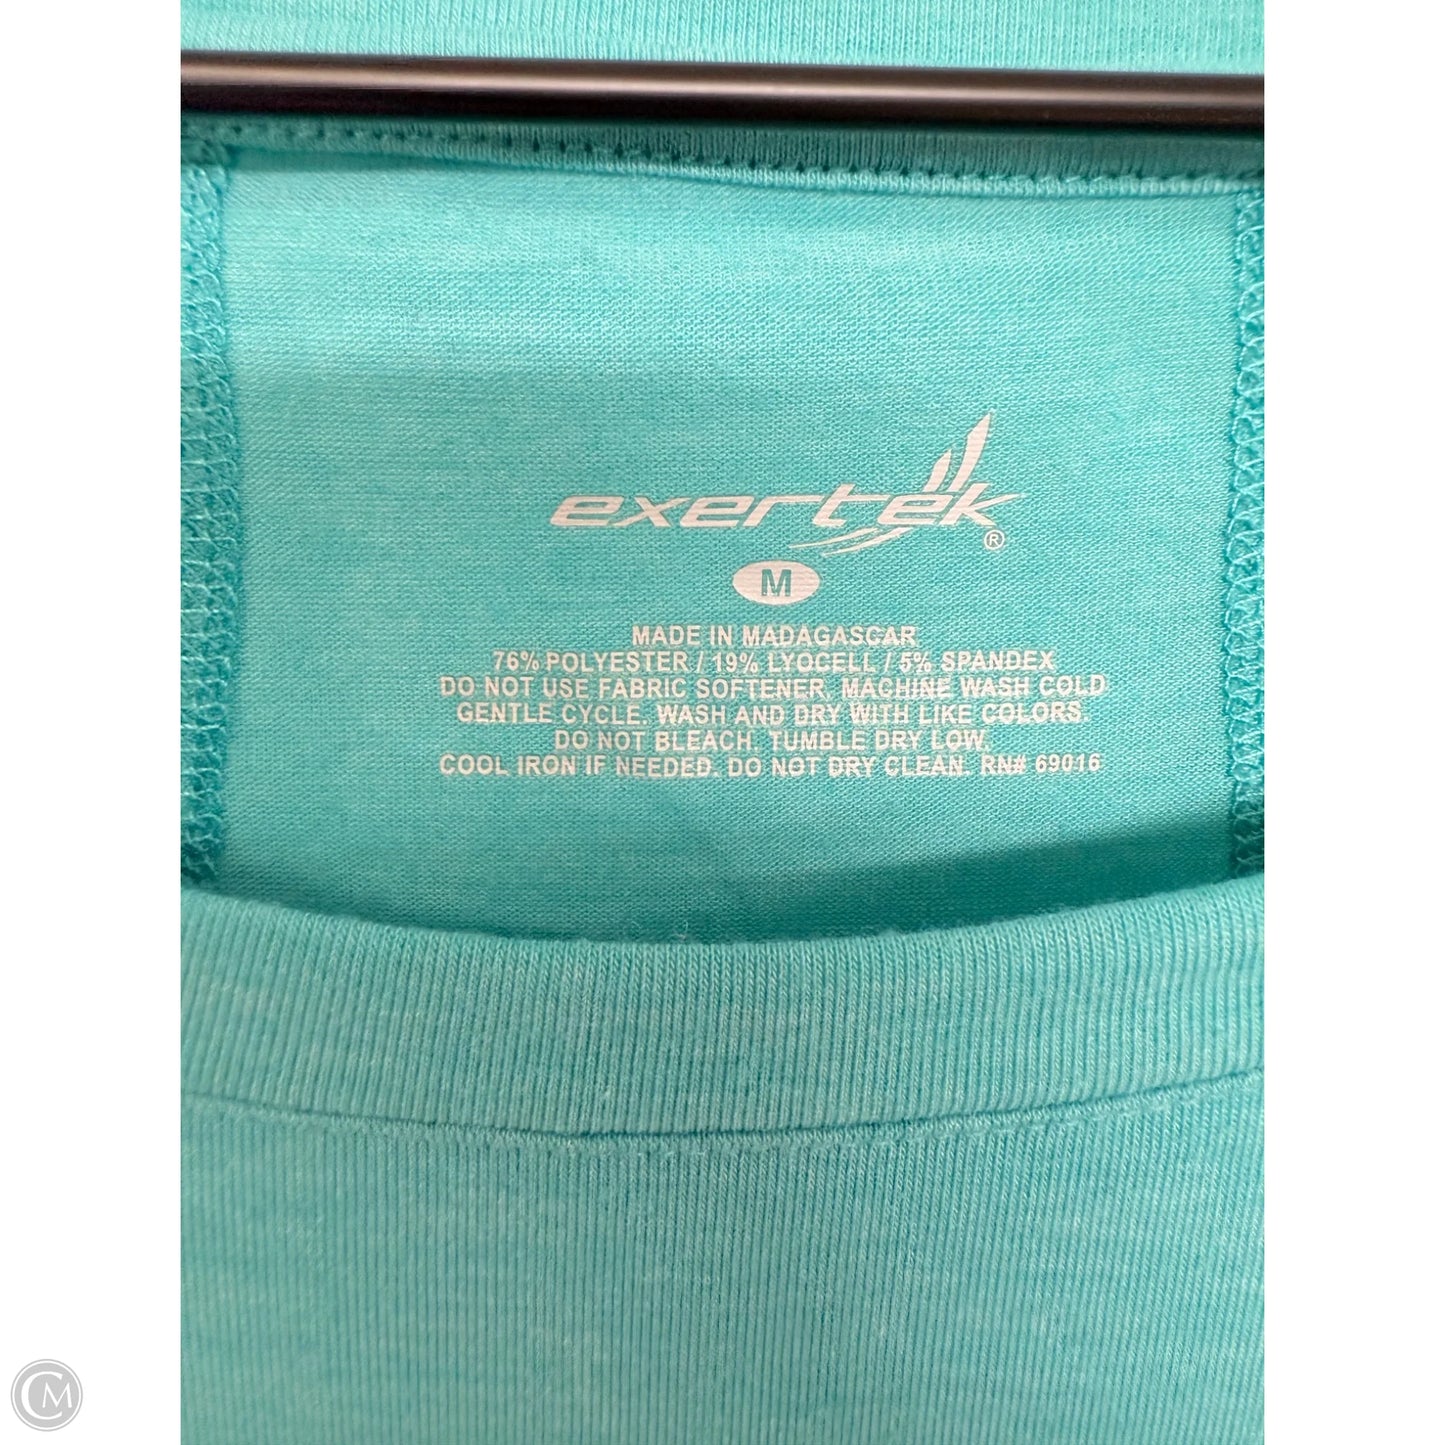 exertek®
M
MADE IN MADAGASCAR
76% POLYESTER / 19% LYOCELL / 5% SPANDEX
DO NOT USE FABRIC SOFTENER. MACHINE WASH COLD
GENTLE CYCLE. WASH AND DRY WITH LIKE COLORS.
DO NOT BLEACH. TUMBLE DRY LOW.
COOL IRON IF NEEDED. DO NOT DRY CLEAN. RN# 69016
CM